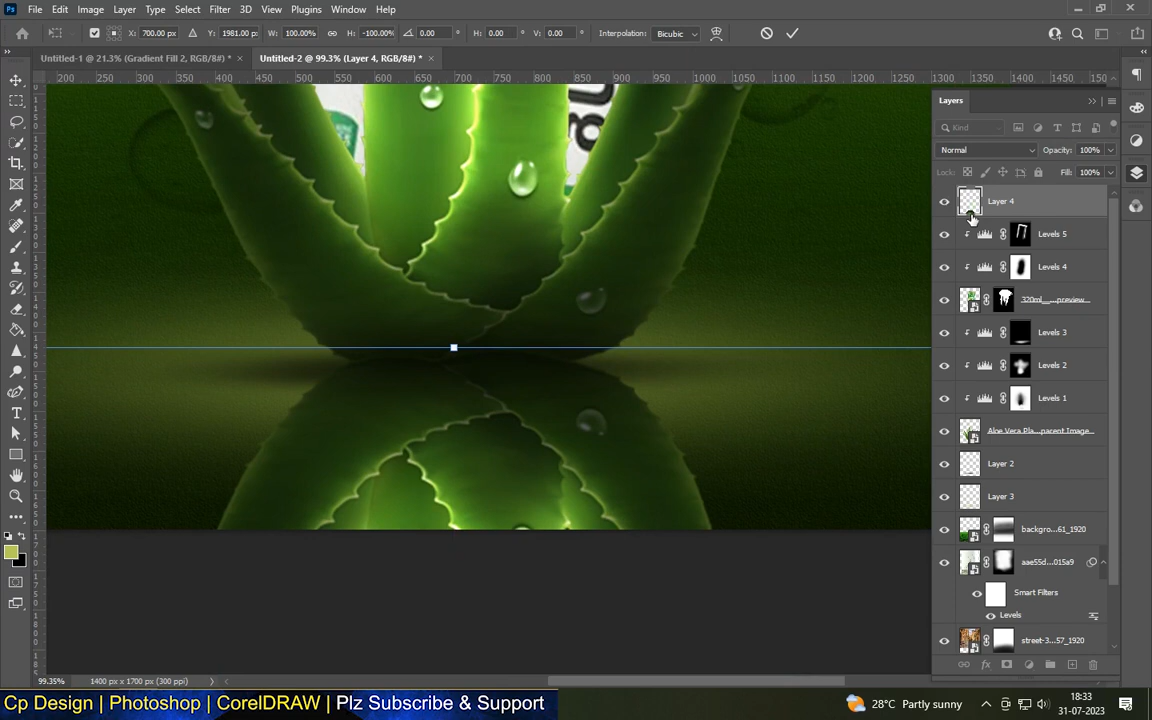 File Edit Image Layer Type Select Filter 3D View Plugins Window Help
X: 700.00 px Y: 1981.00 px W: 100.00% H: -100.00% 0.00 ° H: 0.00 ° V: 0.00 ° Interpolation: Bicubic
Untitled-1 @ 21.3% (Gradient Fill 2, RGB/8#) * × Untitled-2 @ 99.3% (Layer 4, RGB/8#) * ×
200 250 300 350 400 450 500 550 600 650 700 750 800 850 900 950 1000 1050 1100 1150 1200 1250 1300 1350 1400 1450
Layers
Kind
Normal Opacity: 100%
Lock: Fill: 100%
Layer 4
Levels 5
Levels 4
320ml__...preview...
Levels 3
Levels 2
Levels 1
Aloe Vera Pla...parent Image...
Layer 2
Layer 3
backgro...61_1920
aae55d...015a9
Smart Filters
Levels
street-3...57_1920
99.35% 1400 px x 1700 px (300 ppi)
Cp Design | Photoshop | CorelDRAW | Plz Subscribe & Support
28°C Partly sunny
18:33
31-07-2023